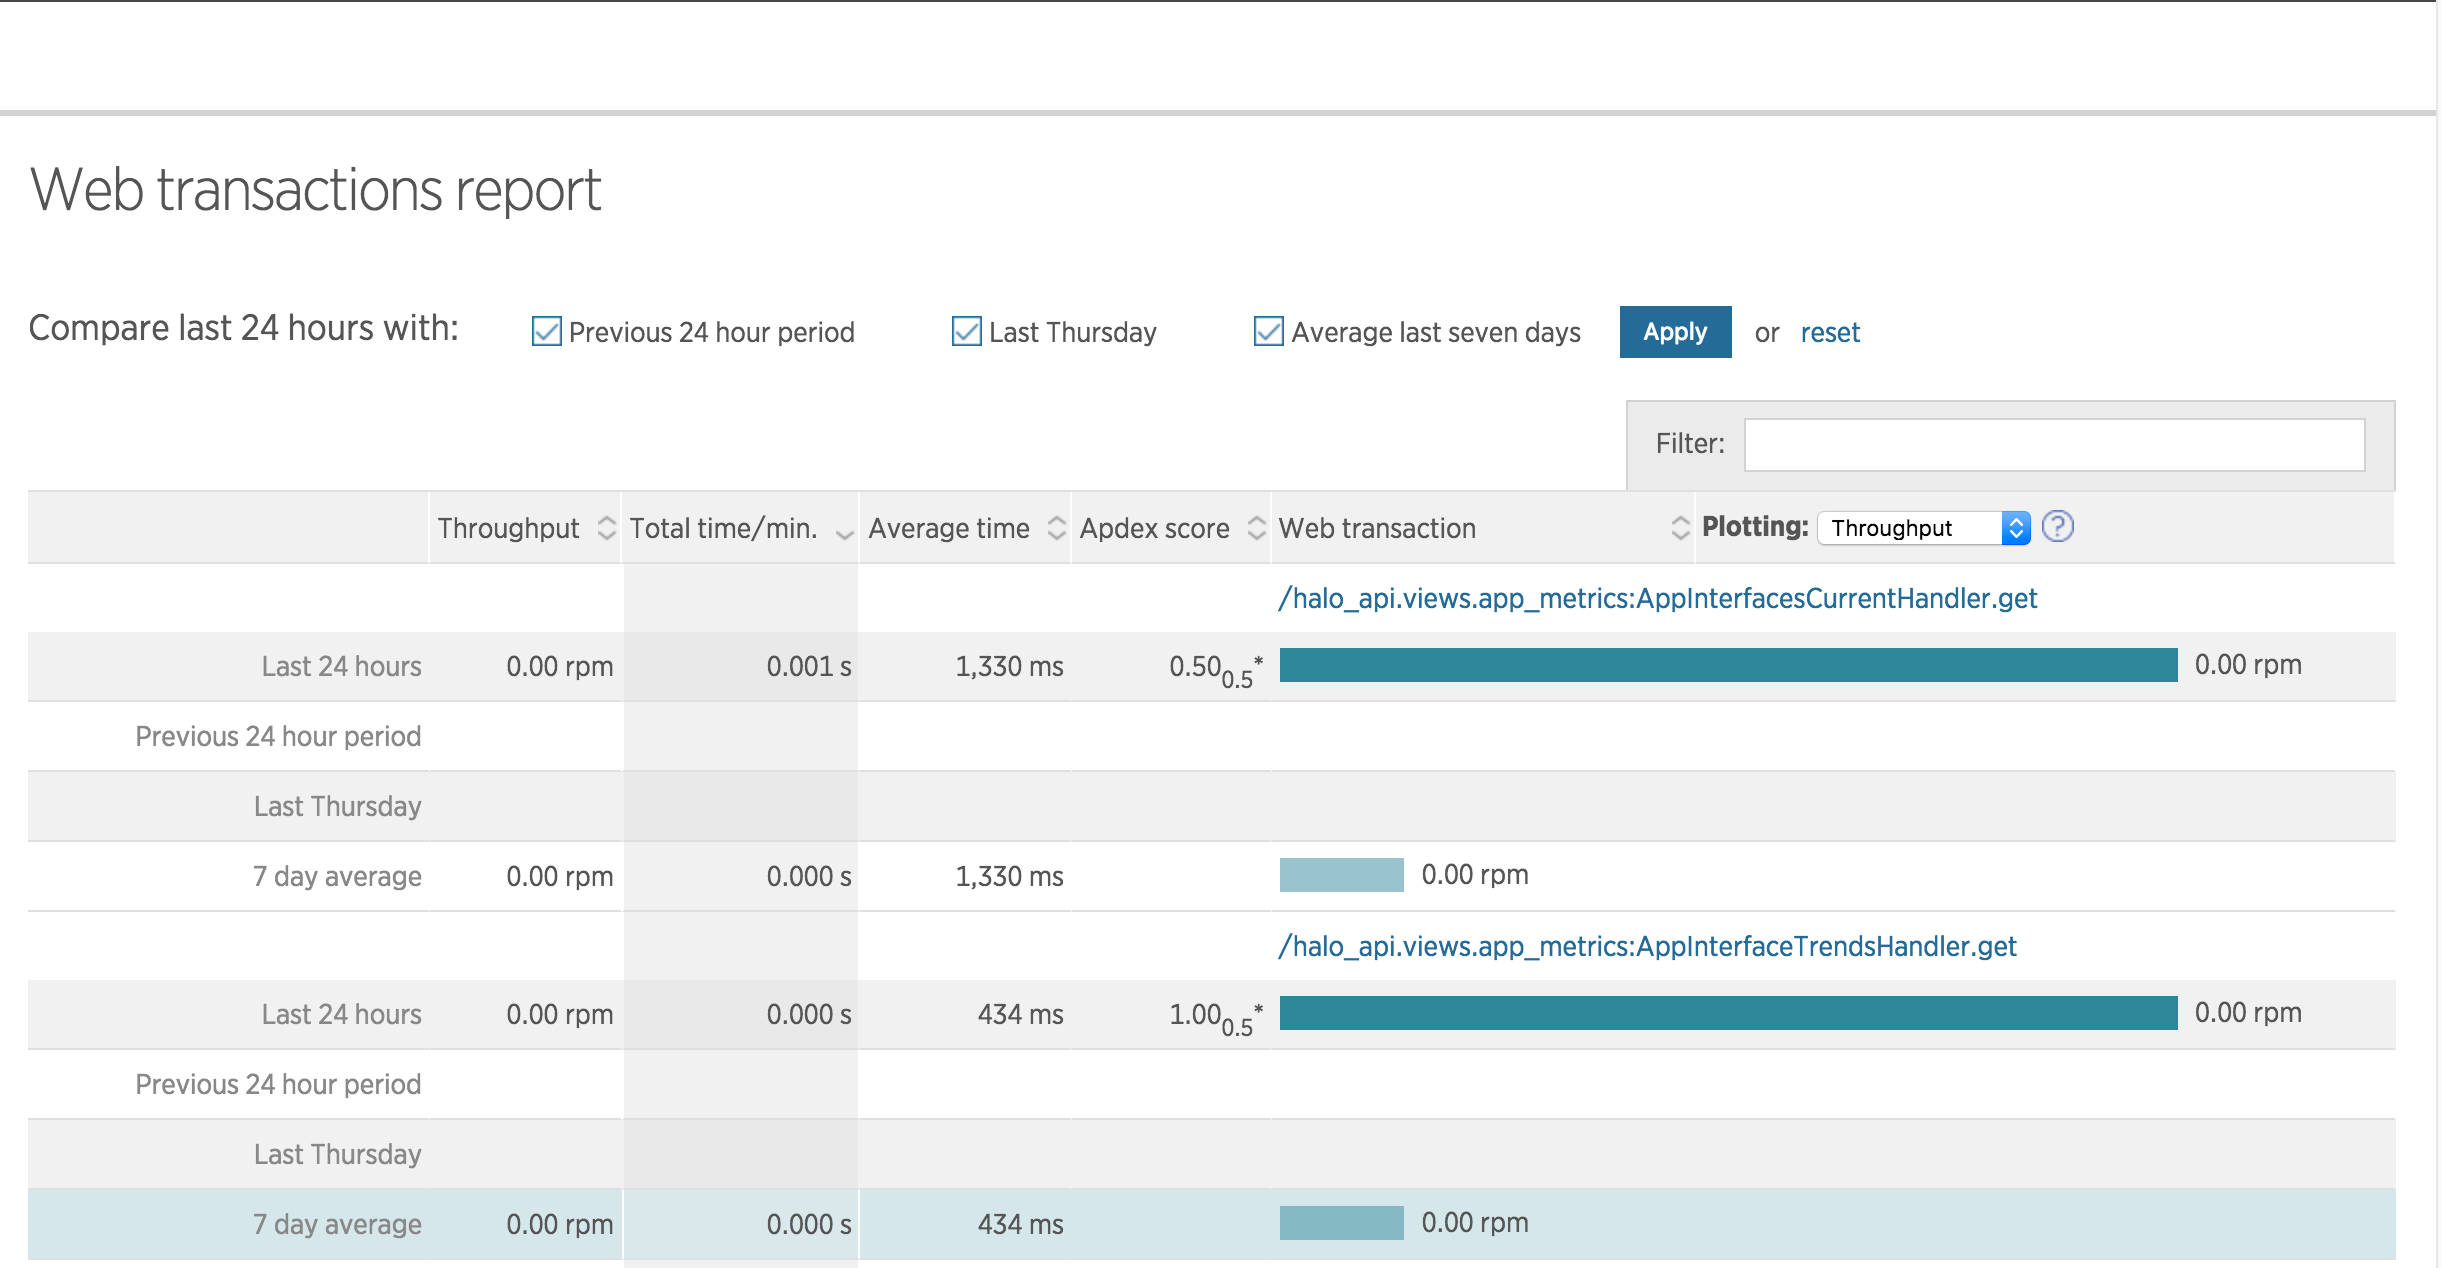 Web transactions report
Compare last 24 hours with: Previous 24 hour period Last Thursday Average last seven days Apply or reset
Filter:
Throughput Total time/min. Average time Apdex score Web transaction Plotting: Throughput ?
/halo_api.views.app_metrics:AppInterfacesCurrentHandler.get
Last 24 hours 0.00 rpm 0.001 s 1,330 ms 0.50 0.5* 0.00 rpm
Previous 24 hour period
Last Thursday
7 day average 0.00 rpm 0.000 s 1,330 ms 0.00 rpm
/halo_api.views.app_metrics:AppInterfaceTrendsHandler.get
Last 24 hours 0.00 rpm 0.000 s 434 ms 1.00 0.5* 0.00 rpm
Previous 24 hour period
Last Thursday
7 day average 0.00 rpm 0.000 s 434 ms 0.00 rpm